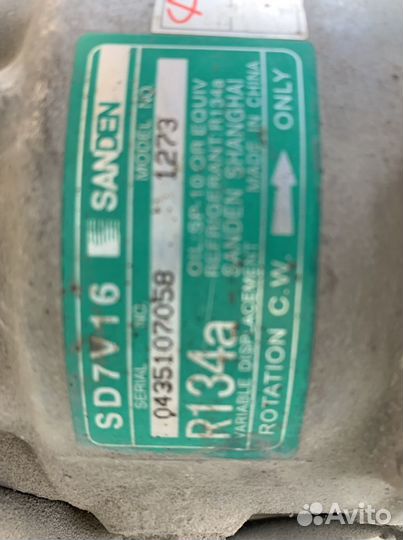 SD7V16 SANDEN
SERIAL NO. MODEL NO.
0435107058 1273
R134a OIL:SP-10 OR EQUIV
REFRIGERANT R134a
SANDEN SHANGHAI
VARIABLE DISPLACEMENT MADE IN CHINA
ROTATION C.W. ONLY
Avito